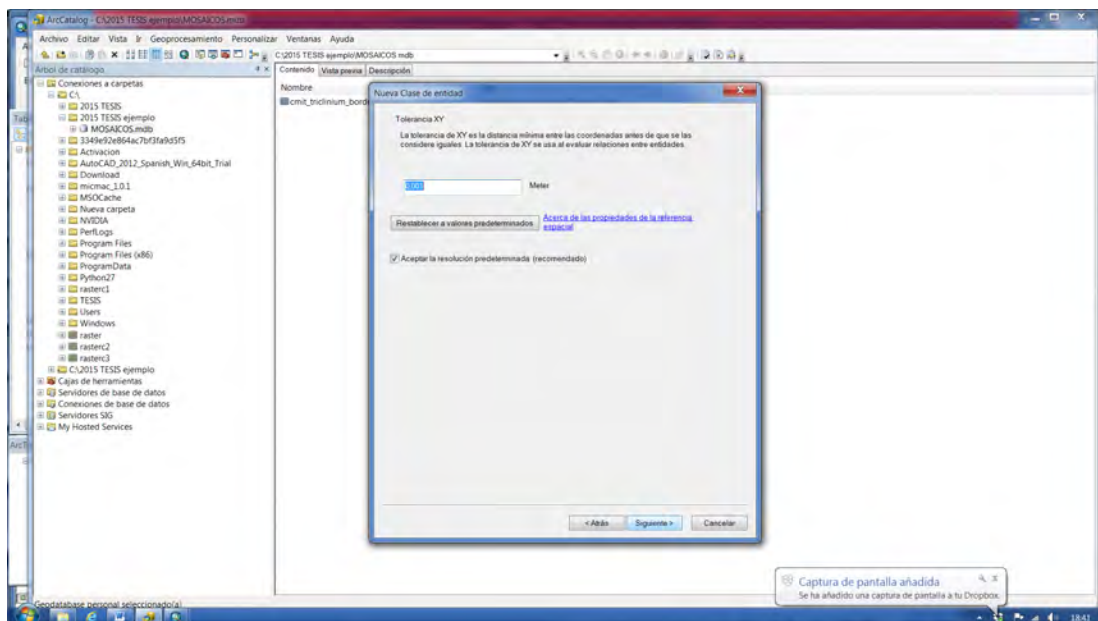 ArcCatalog - C:\2015 TESIS ejemplo\MOSAICOS.mdb
Archivo Editar Vista Ir Geoprocesamiento Personalizar Ventanas Ayuda
C:\2015 TESIS ejemplo\MOSAICOS.mdb
Árbol de catálogo
Conexiones a carpetas
C:\
2015 TESIS
2015 TESIS ejemplo
MOSAICOS.mdb
3349e92e864ac7bf3fa9d5f5
Activacion
AutoCAD_2012_Spanish_Win_64bit_Trial
Download
micmac_1.0.1
MSOCache
Nueva carpeta
NVIDIA
PerfLogs
Program Files
Program Files (x86)
ProgramData
Python27
rasterc1
TESIS
Users
Windows
raster
rasterc2
rasterc3
C:\2015 TESIS ejemplo
Cajas de herramientas
Servidores de base de datos
Conexiones de base de datos
Servidores SIG
My Hosted Services
Contenido Vista previa Descripción
Nombre
cmit_triclinium_bord
Nueva Clase de entidad
Tolerancia XY
La tolerancia de XY es la distancia mínima entre las coordenadas antes de que se las
considere iguales. La tolerancia de XY se usa al evaluar relaciones entre entidades.
0,001 Meter
Restablecer a valores predeterminados
Acerca de las propiedades de la referencia
espacial
Aceptar la resolución predeterminada (recomendado)
< Atrás Siguiente > Cancelar
Captura de pantalla añadida
Se ha añadido una captura de pantalla a tu Dropbox.
Geodatabase personal seleccionado(a)
18:41